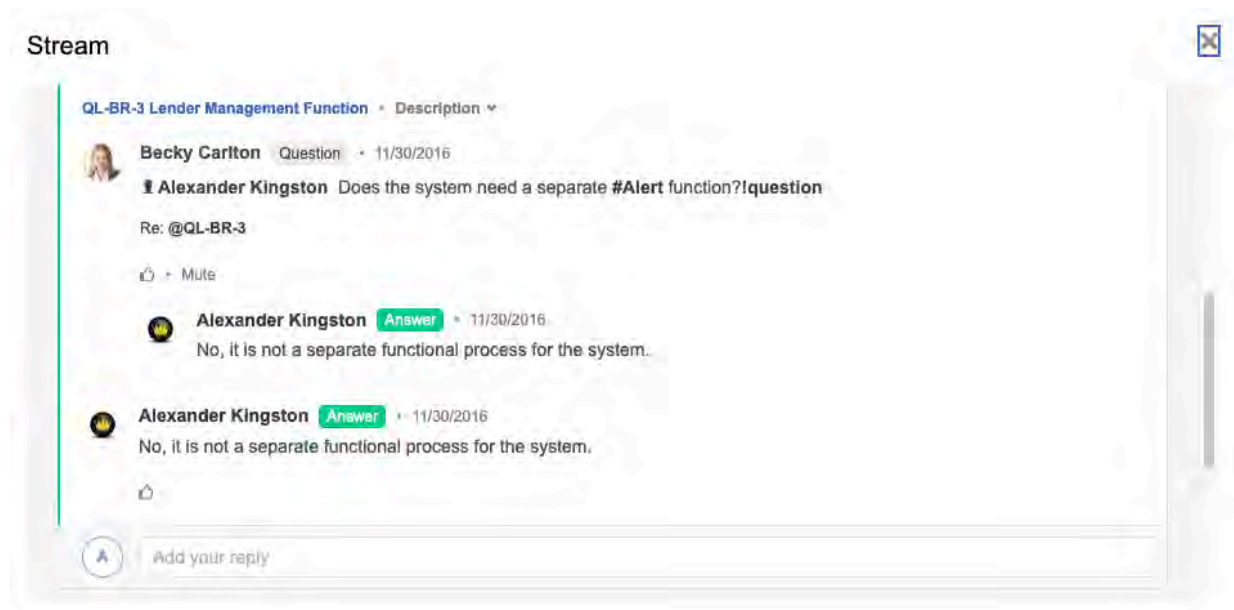 Stream
QL-BR-3 Lender Management Function • Description
Becky Carlton Question • 11/30/2016
Alexander Kingston Does the system need a separate #Alert function?!question
Re: @QL-BR-3
• Mute
Alexander Kingston Answer • 11/30/2016
No, it is not a separate functional process for the system.
Alexander Kingston Answer • 11/30/2016
No, it is not a separate functional process for the system.
A Add your reply